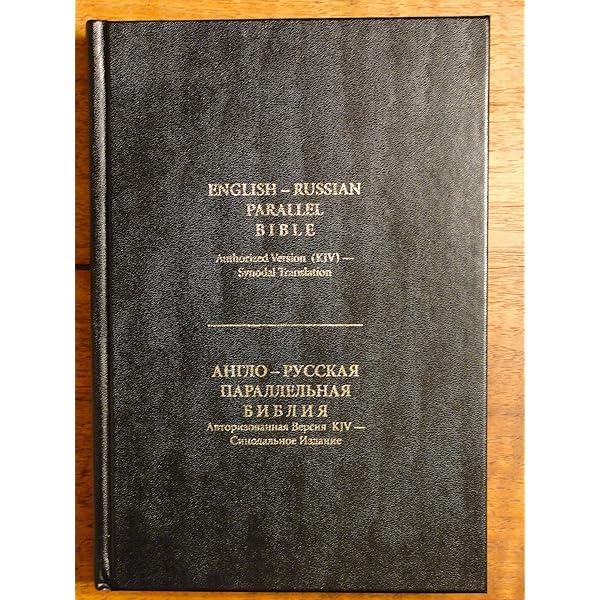 ENGLISH – RUSSIAN
PARALLEL
BIBLE
Authorized Version (KJV) —
Synodal Translation
АНГЛО – РУССКАЯ
ПАРАЛЛЕЛЬНАЯ
БИБЛИЯ
Авторизованная Версия KJV —
Синодальное Издание